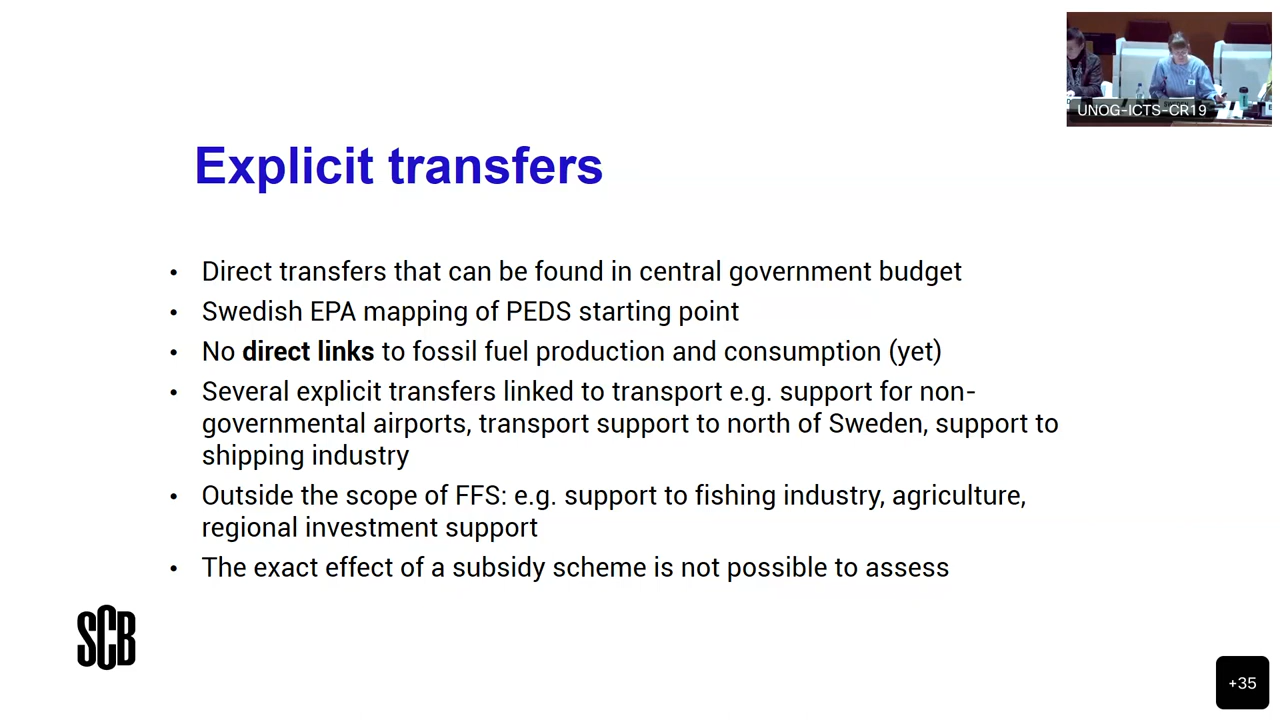 UNOG-ICTS-CR19
Explicit transfers
• Direct transfers that can be found in central government budget
• Swedish EPA mapping of PEDS starting point
• No direct links to fossil fuel production and consumption (yet)
• Several explicit transfers linked to transport e.g. support for non-
governmental airports, transport support to north of Sweden, support to
shipping industry
• Outside the scope of FFS: e.g. support to fishing industry, agriculture,
regional investment support
• The exact effect of a subsidy scheme is not possible to assess
SCB
+35